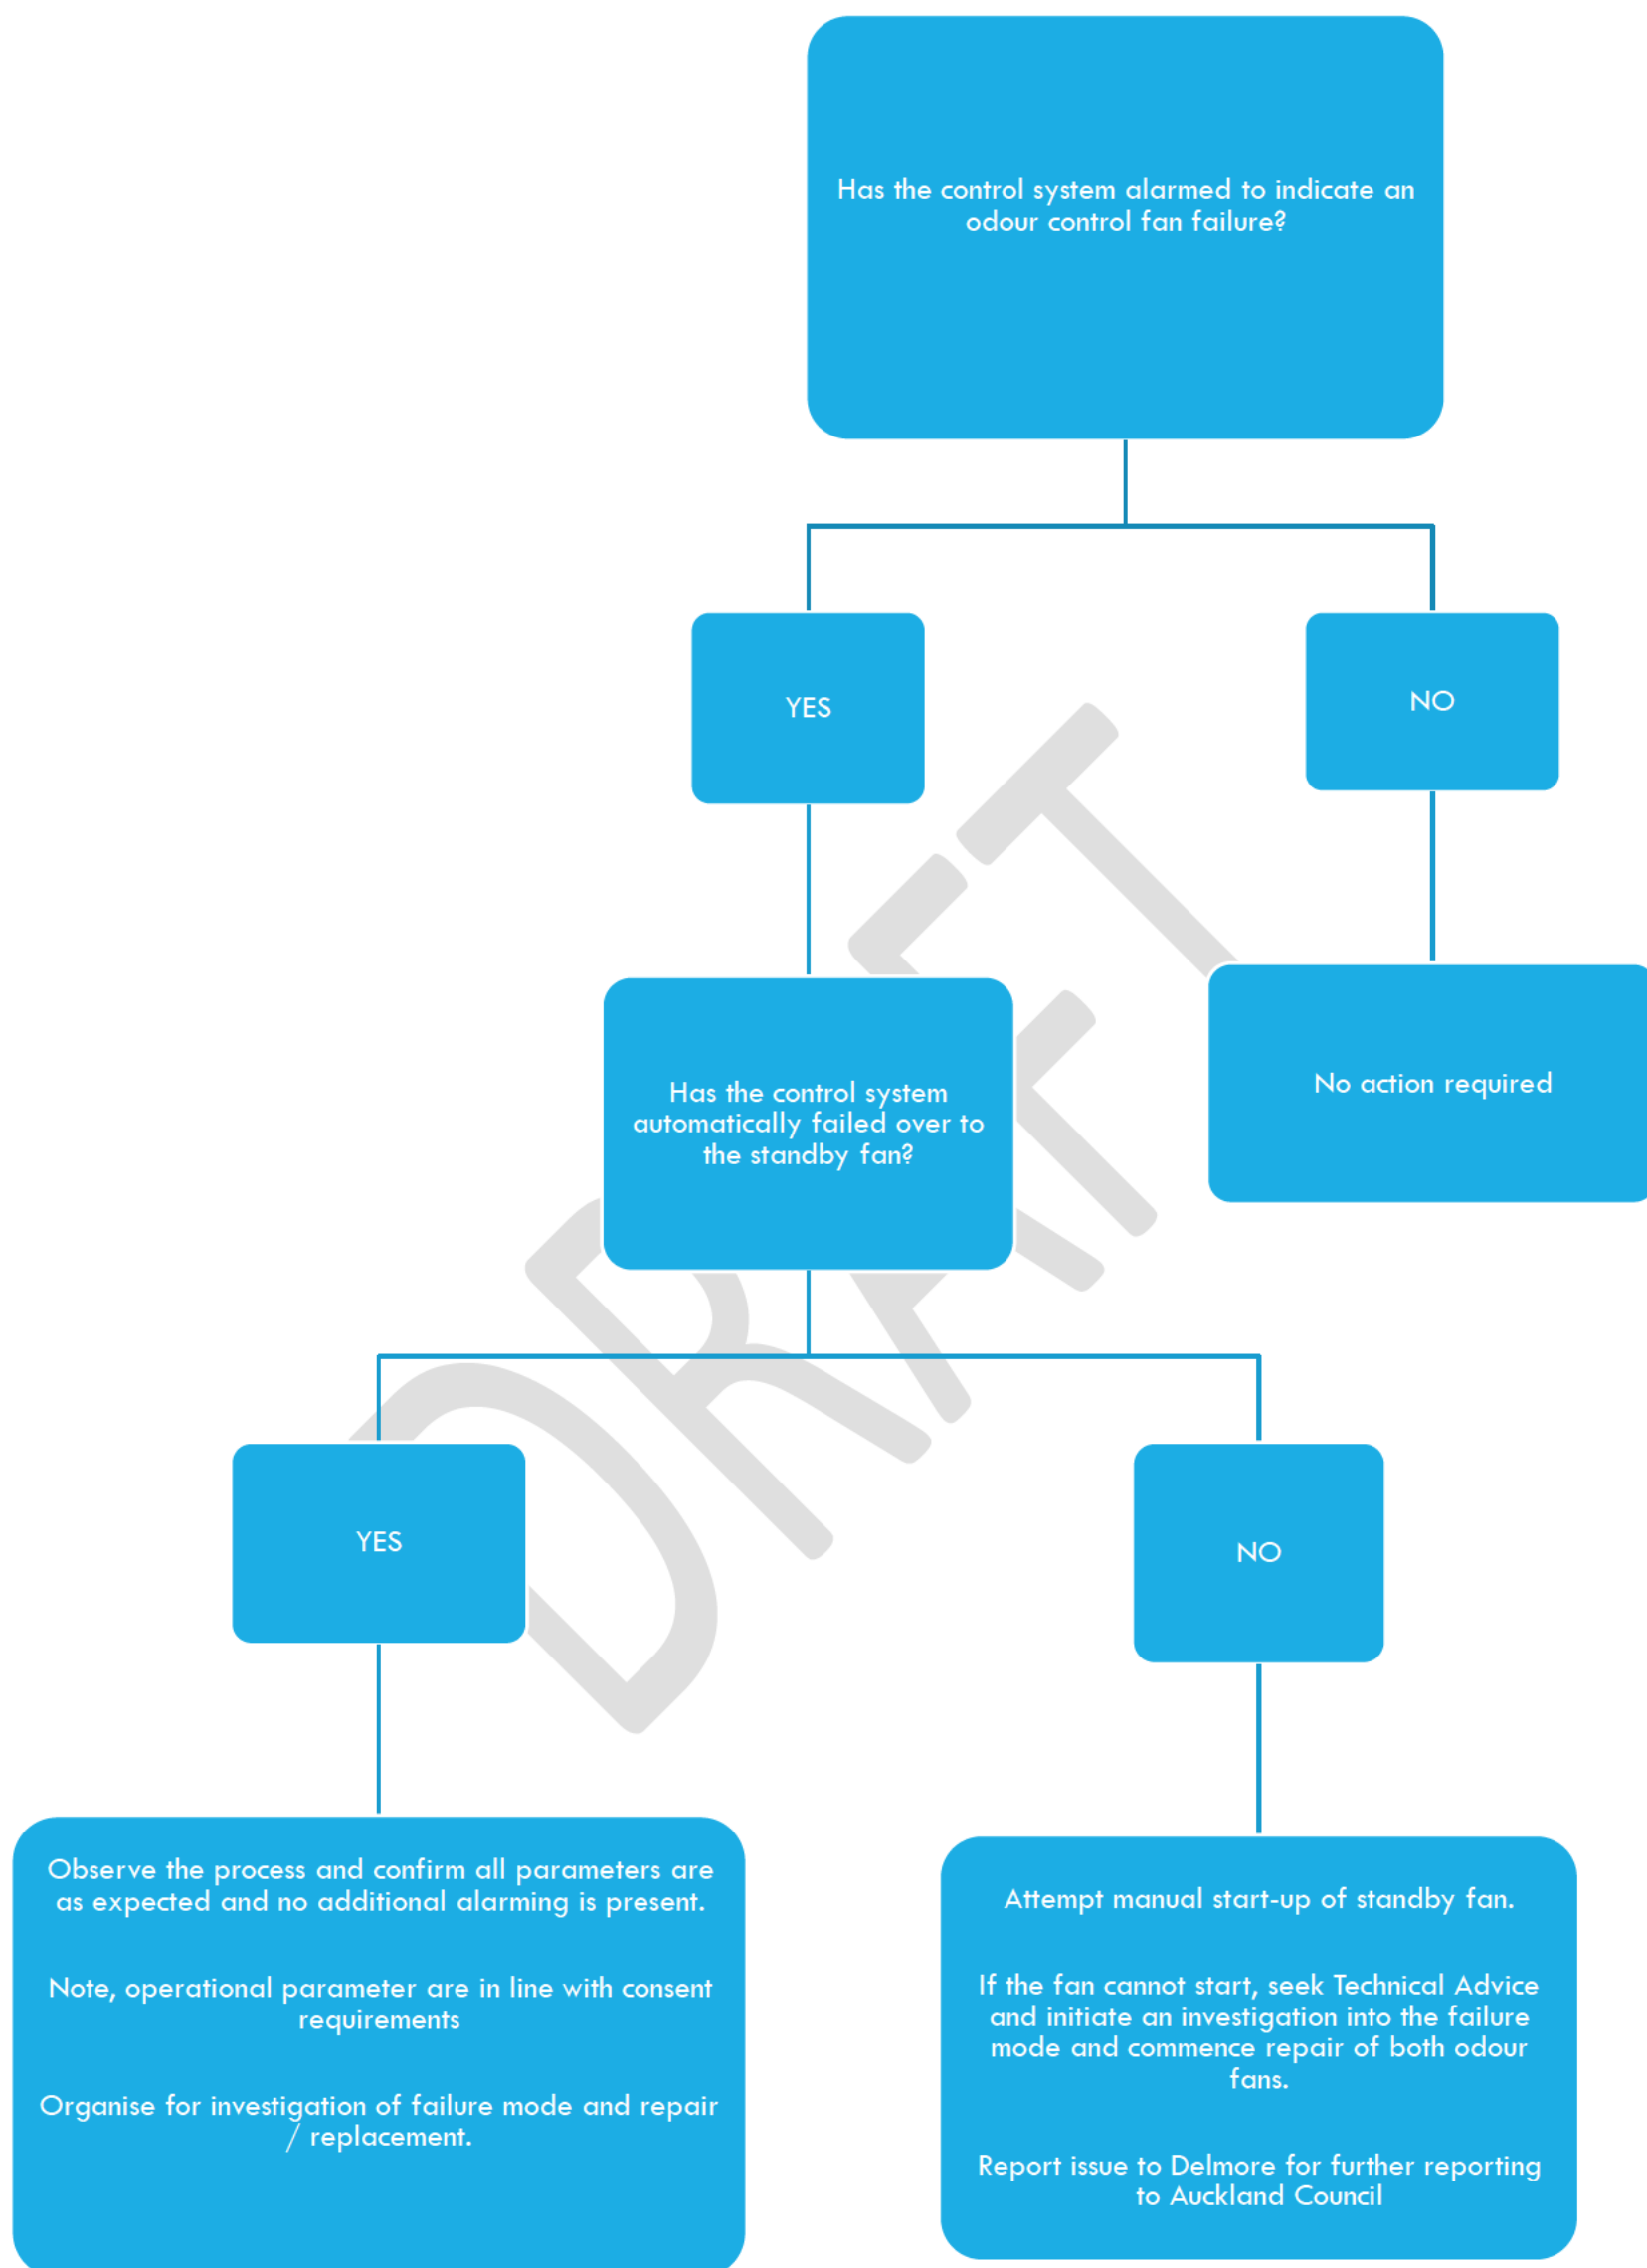 Has the control system alarmed to indicate an
odour control fan failure?
YES
NO
Has the control system
automatically failed over to
the standby fan?
No action required
YES
NO
Observe the process and confirm all parameters are
as expected and no additional alarming is present.
Note, operational parameter are in line with consent
requirements
Organise for investigation of failure mode and repair
/ replacement.
Attempt manual start-up of standby fan.
If the fan cannot start, seek Technical Advice
and initiate an investigation into the failure
mode and commence repair of both odour
fans.
Report issue to Delmore for further reporting
to Auckland Council
DRAFT